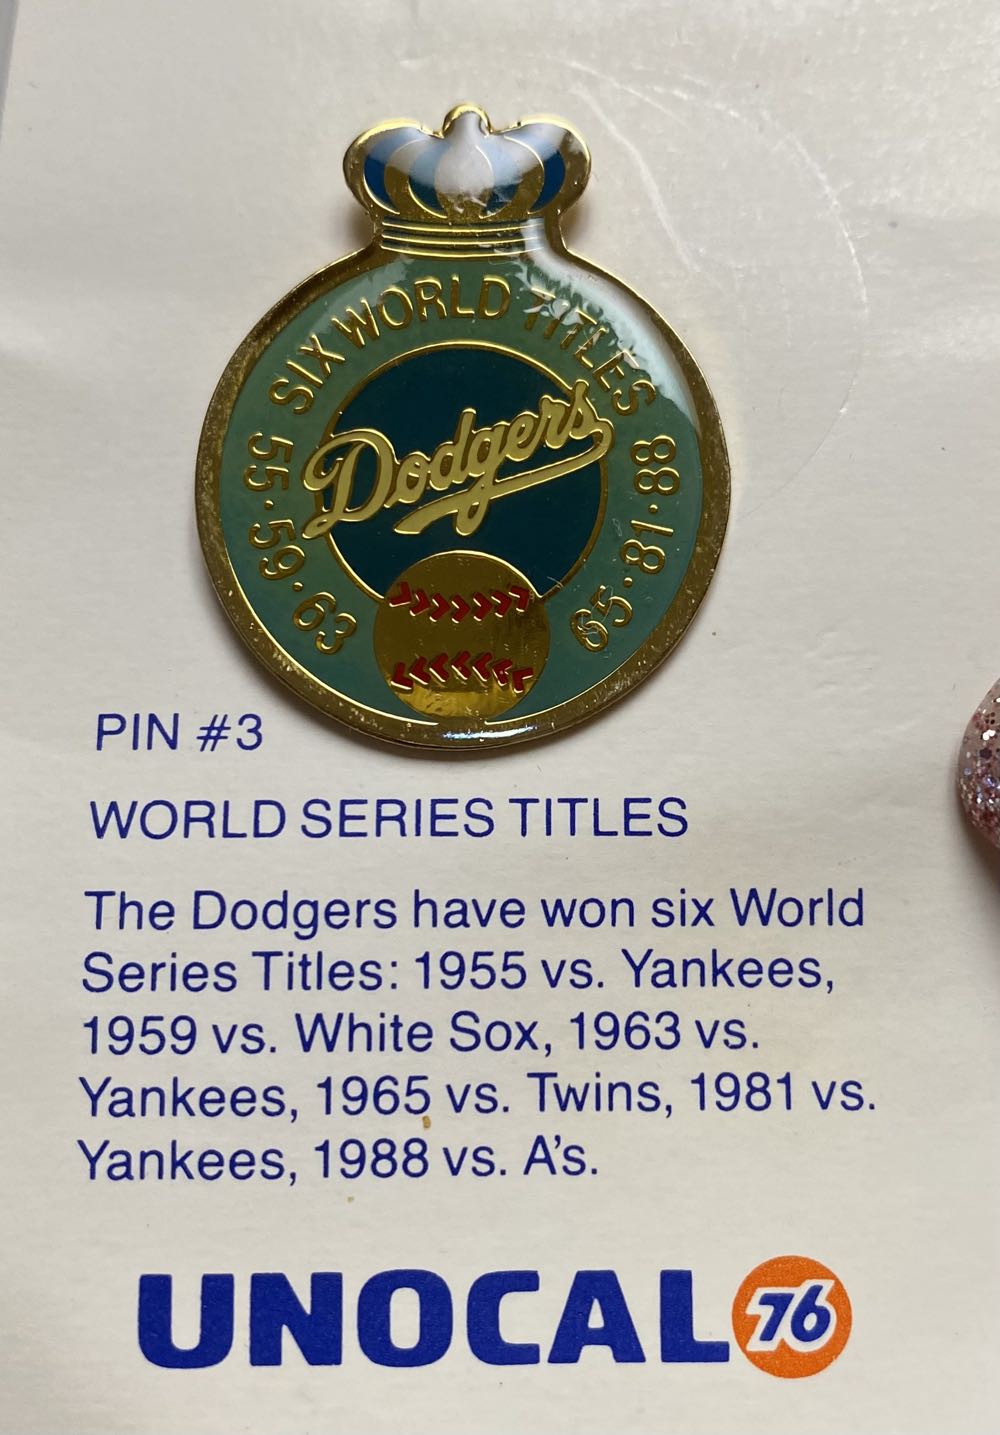 SIX WORLD TITLES
55·59·63
65·81·88
Dodgers
PIN #3
WORLD SERIES TITLES
The Dodgers have won six World
Series Titles: 1955 vs. Yankees,
1959 vs. White Sox, 1963 vs.
Yankees, 1965 vs. Twins, 1981 vs.
Yankees, 1988 vs. A's.
UNOCAL 76